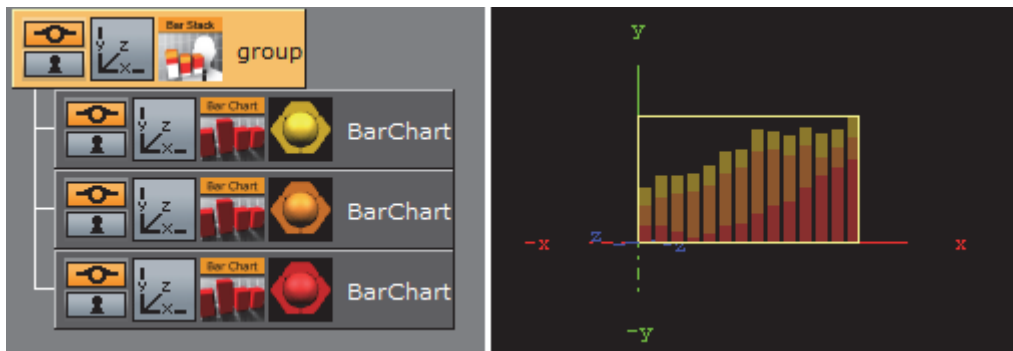 Bar Stack
y z
x
group
Bar Chart
y z
x
BarChart
Bar Chart
y z
x
BarChart
Bar Chart
y z
x
BarChart
y
-x z -z x
-y